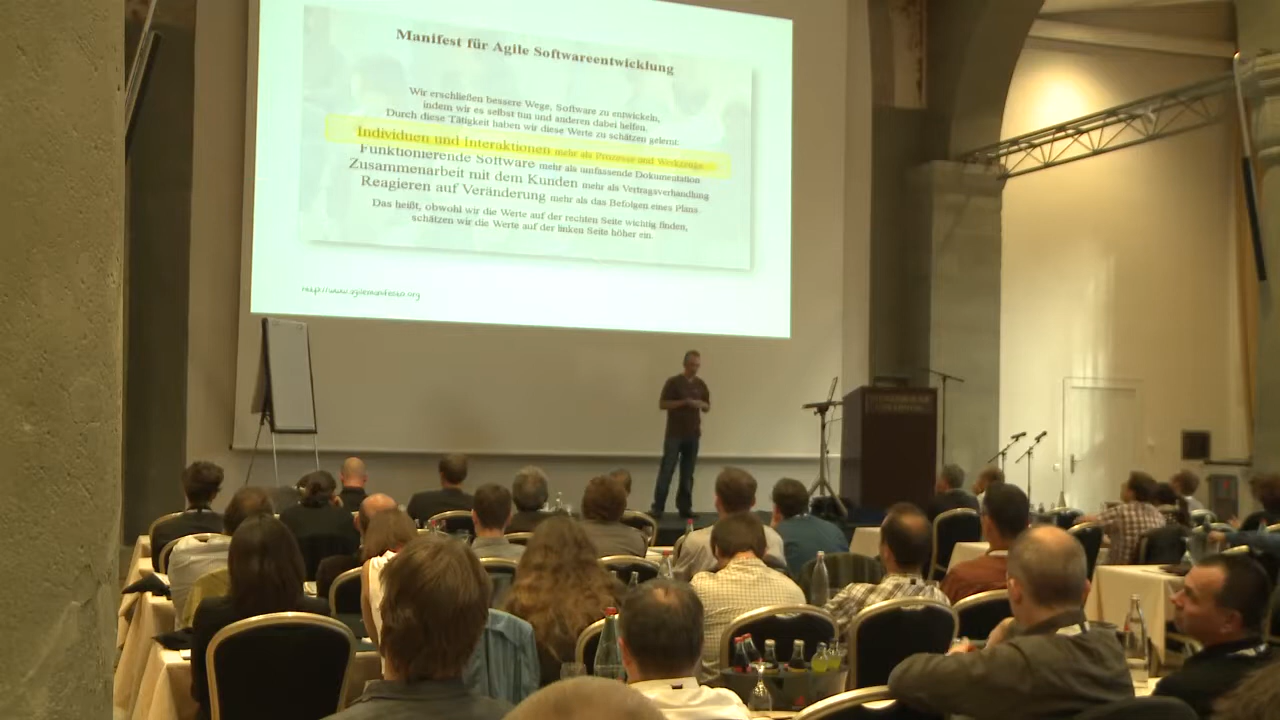 Manifest für Agile Softwareentwicklung
Wir erschließen bessere Wege, Software zu entwickeln,
indem wir es selbst tun und anderen dabei helfen.
Durch diese Tätigkeit haben wir diese Werte zu schätzen gelernt:
Individuen und Interaktionen mehr als Prozesse und Werkzeuge
Funktionierende Software mehr als umfassende Dokumentation
Zusammenarbeit mit dem Kunden mehr als Vertragsverhandlung
Reagieren auf Veränderung mehr als das Befolgen eines Plans
Das heißt, obwohl wir die Werte auf der rechten Seite wichtig finden,
schätzen wir die Werte auf der linken Seite höher ein.
http://www.agilemanifesto.org